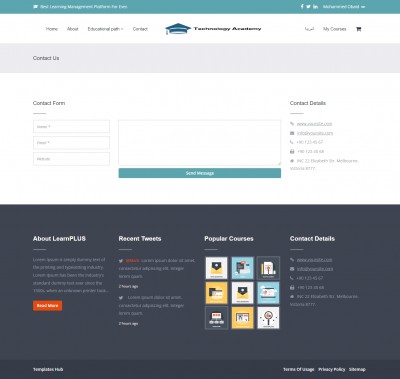 Best Learning Management Platform For Ever
Mohammed Obaid
Home
About
Educational path
Contact
Technology Academy
العربية
My Courses
Contact Us
Contact Form
Name *
Email *
Website
Send Message
Contact Details
www.yoursite.com
info@yoursite.com
+90 123 45 67
+90 123 45 68
INC 22 Elizabeth Str. Melbourne.
Victoria 8777.
About LearnPLUS
Lorem Ipsum is simply dummy text of
the printing and typesetting industry.
Lorem Ipsum has been the industry's
standard dummy text ever since the
1500s, when an unknown printer took...
Read More
Recent Tweets
Lorem ipsum dolor sit amet,
consectetur adipiscing elit. Integer
lorem quam.
2 hours ago
Lorem ipsum dolor sit amet,
consectetur adipiscing elit. Integer
lorem quam.
2 hours ago
Popular Courses
Contact Details
www.yoursite.com
info@yoursite.com
+90 123 45 67
+90 123 45 68
INC 22 Elizabeth Str. Melbourne.
Victoria 8777.
Templates Hub
Terms Of Usage
Privacy Policy
Sitemap